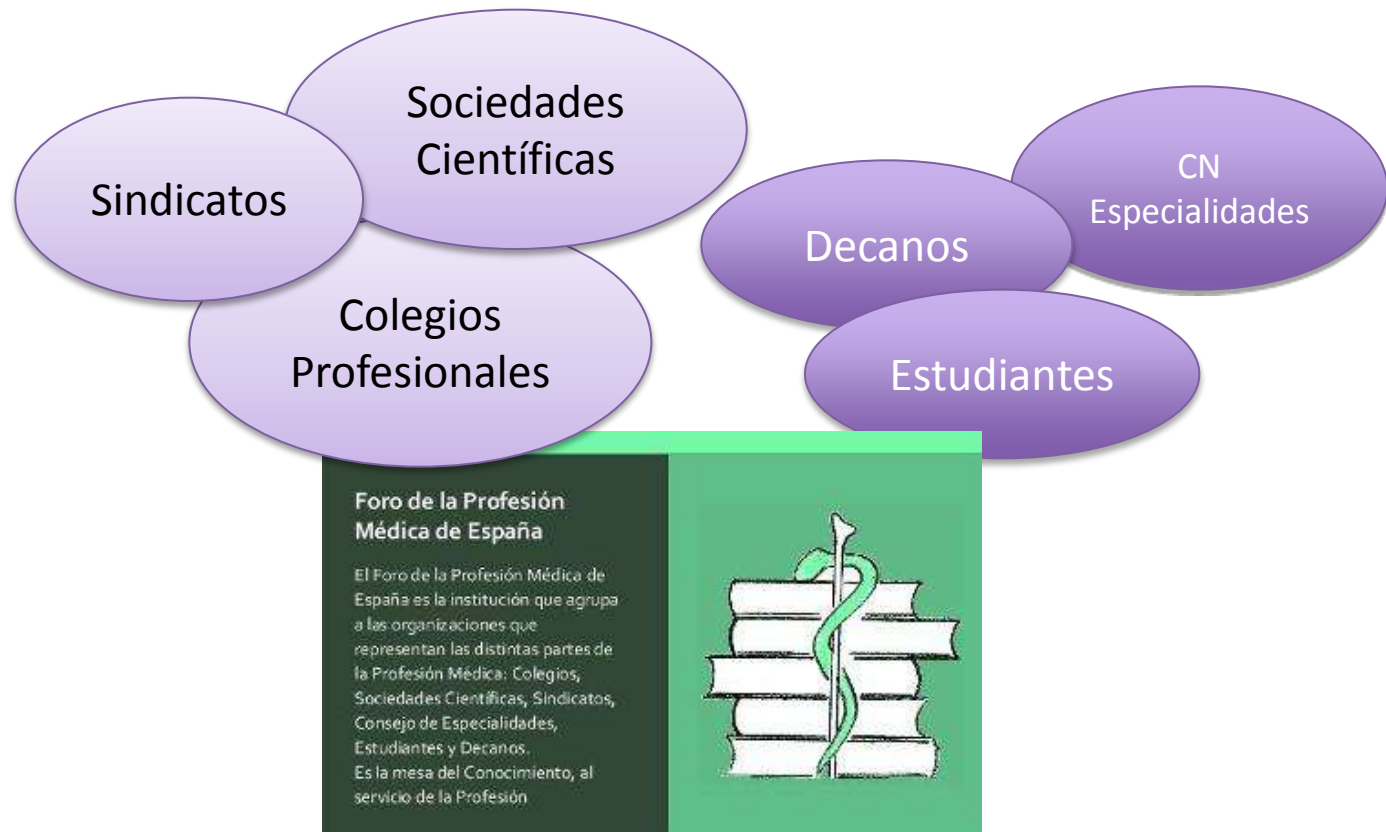 Sociedades
Científicas
Sindicatos
Colegios
Profesionales
CN
Especialidades
Decanos
Estudiantes
Foro de la Profesión
Médica de España
El Foro de la Profesión Médica de
España es la institución que agrupa
a las organizaciones que
representan las distintas partes de
la Profesión Médica: Colegios,
Sociedades Científicas, Sindicatos,
Consejo de Especialidades,
Estudiantes y Decanos.
Es la mesa del Conocimiento, al
servicio de la Profesión